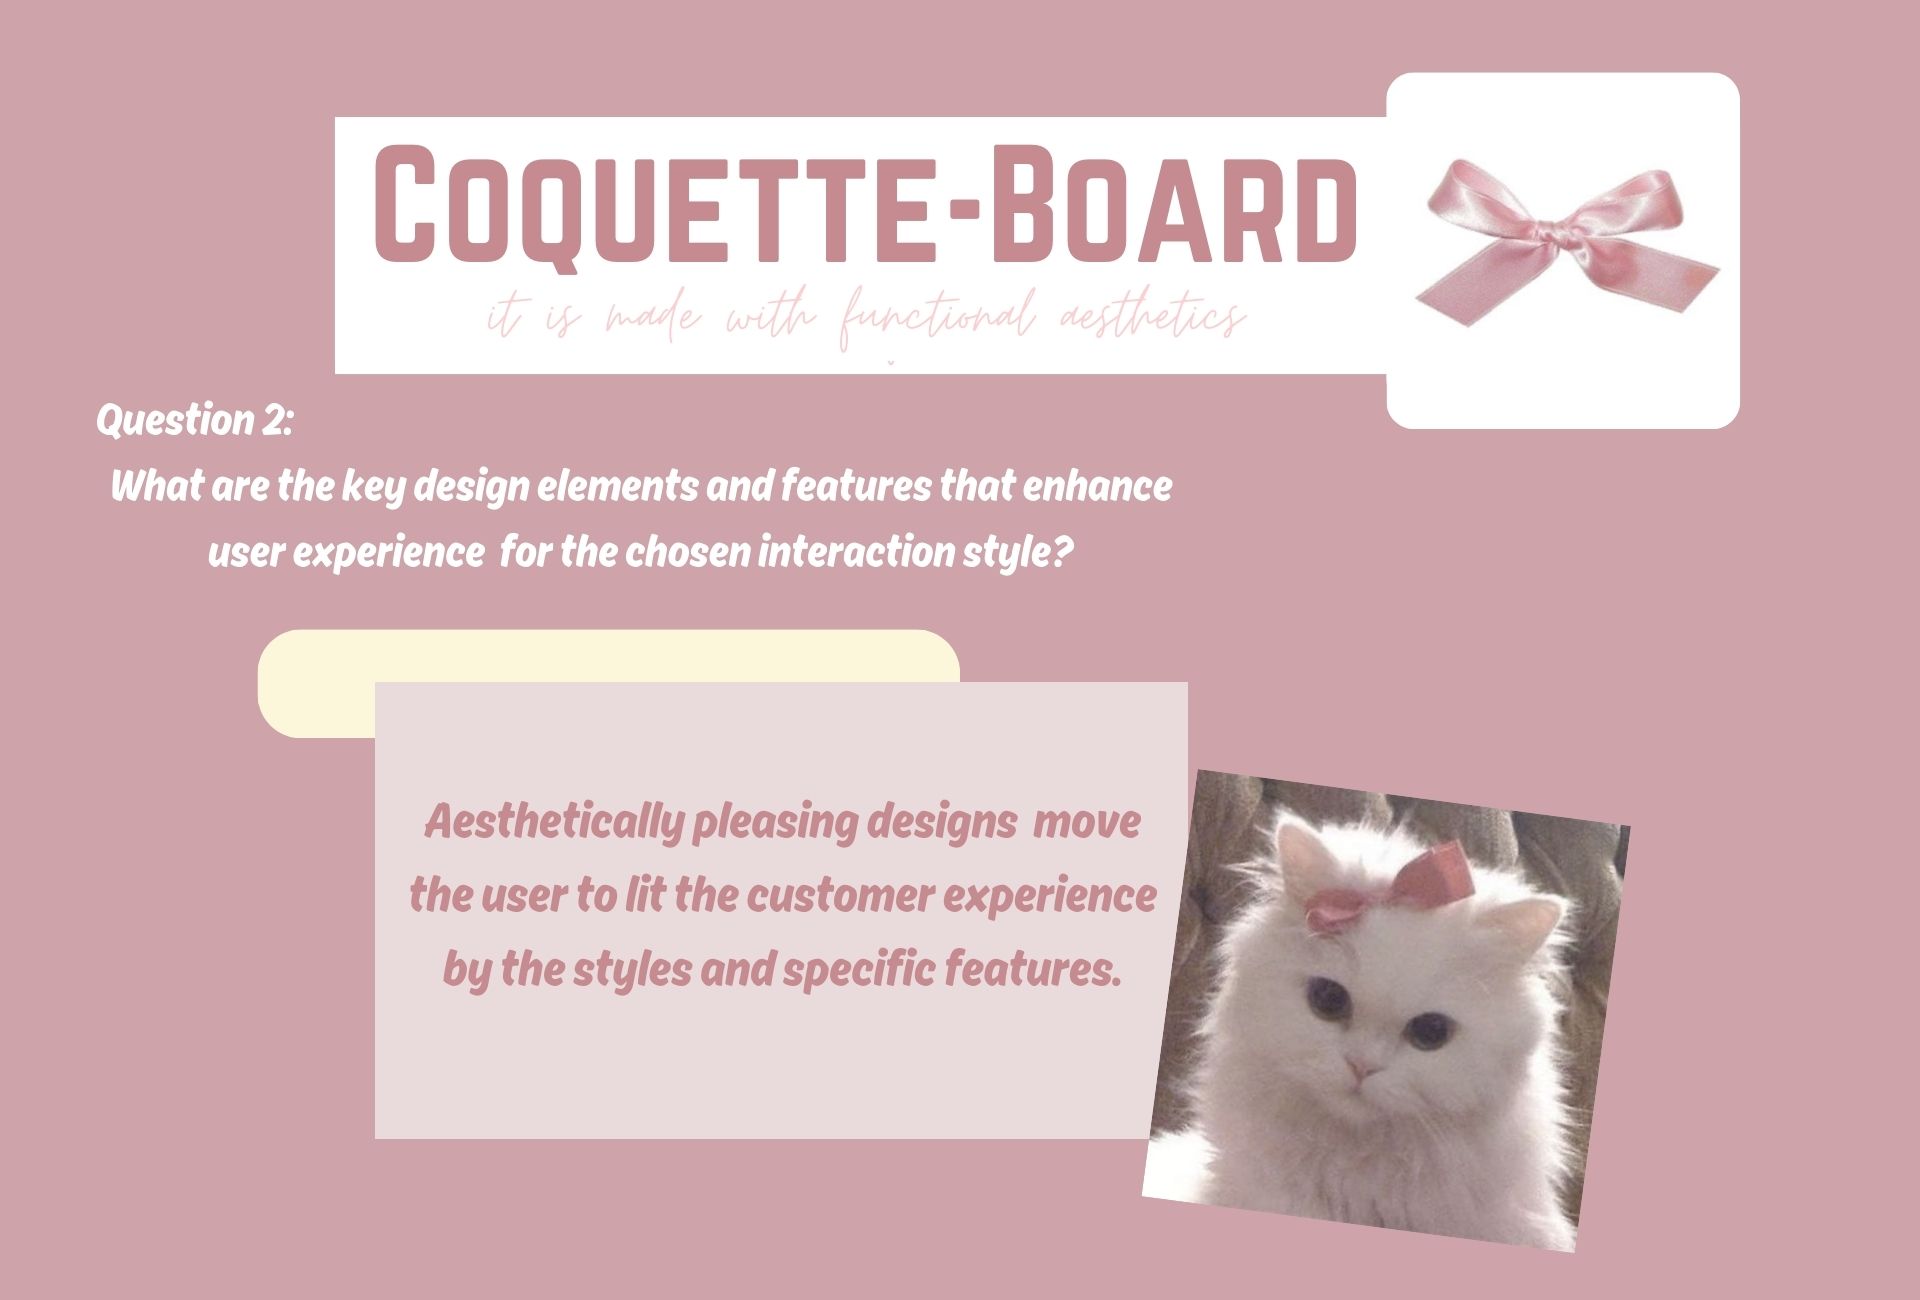 Coquette-Board
it is made with functional aesthetics
Question 2:
What are the key design elements and features that enhance
user experience for the chosen interaction style?
Aesthetically pleasing designs move
the user to lit the customer experience
by the styles and specific features.